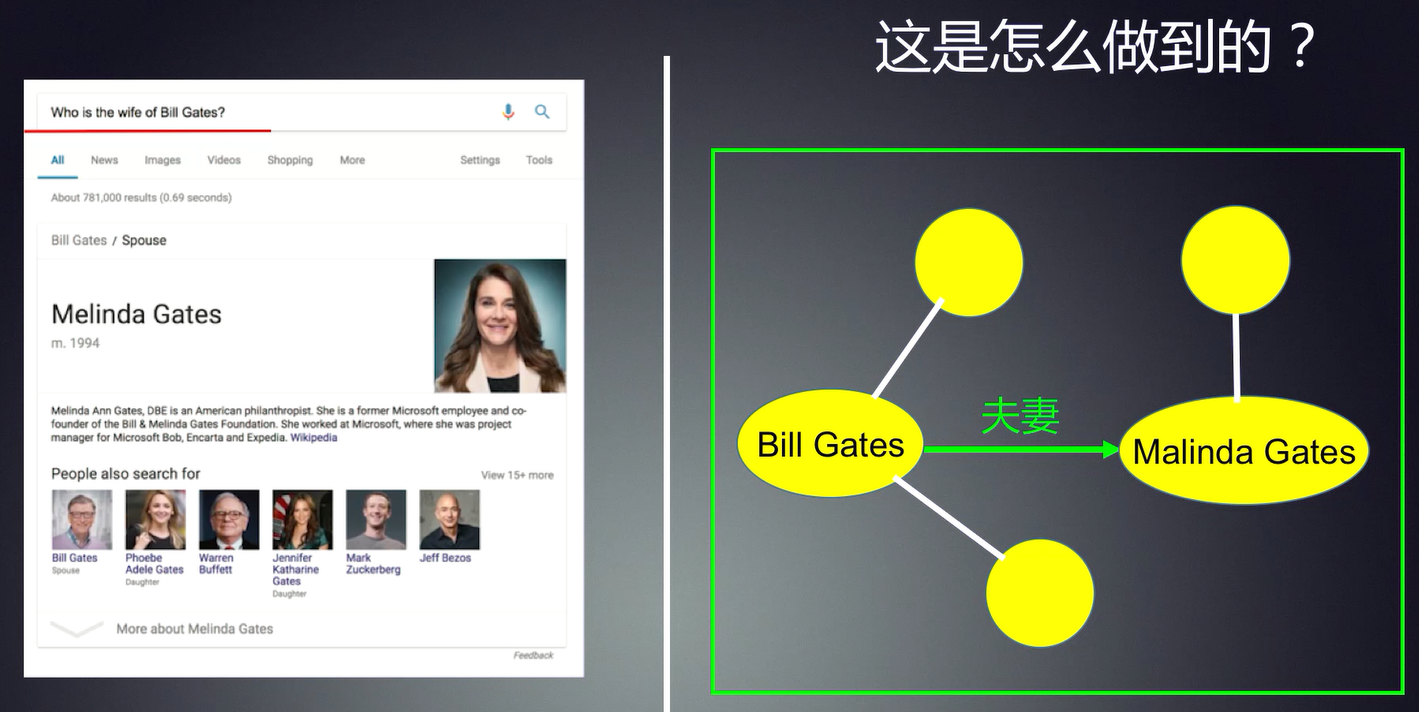 这是怎么做到的？
Who is the wife of Bill Gates?
All News Images Videos Shopping More Settings Tools
About 781,000 results (0.69 seconds)
Bill Gates / Spouse
Melinda Gates
m. 1994
Melinda Ann Gates, DBE is an American philanthropist. She is a former Microsoft employee and co-
founder of the Bill & Melinda Gates Foundation. She worked at Microsoft, where she was project
manager for Microsoft Bob, Encarta and Expedia. Wikipedia
People also search for
View 15+ more
Bill Gates
Spouse
Phoebe
Adele Gates
Daughter
Warren
Buffett
Jennifer
Katharine
Gates
Daughter
Mark
Zuckerberg
Jeff Bezos
More about Melinda Gates
Feedback
夫妻
Bill Gates
Malinda Gates